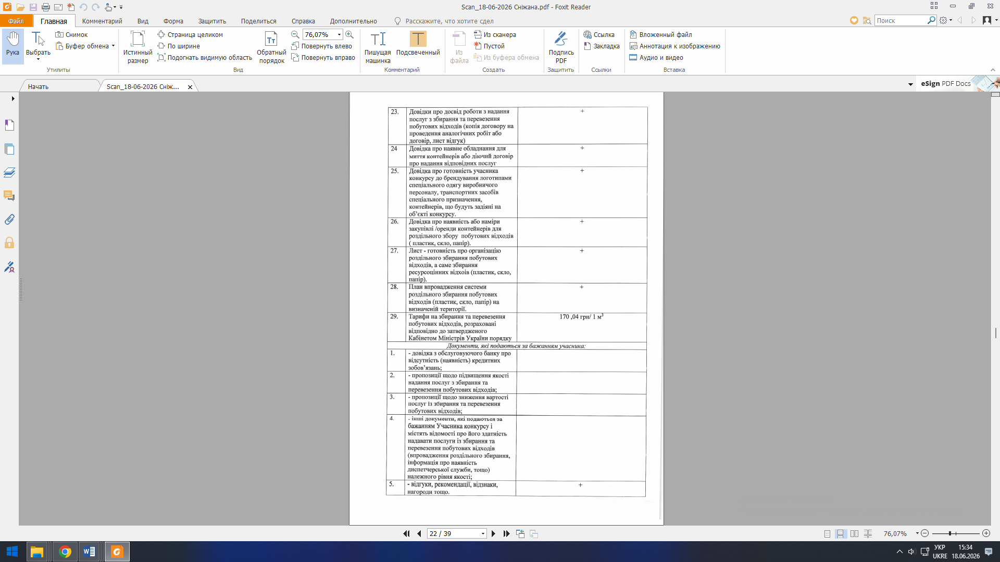 Scan_18-06-2026 Сніжана.pdf - Foxit Reader
Файл Главная Комментарий Вид Форма Защитить Поделиться Справка Дополнительно Расскажите, что хотите сдел Поиск
Рука
Выбрать
Снимок
Буфер обмена
Утилиты
Истинный размер
Страница целиком
По ширине
Подогнать видимую область
Обратный порядок
76,07%
Повернуть влево
Повернуть вправо
Вид
Пишущая машинка
Подсвеченный
Комментарий
Из файла
Из сканера
Пустой
Из буфера обмена
Создать
Подпись PDF
Защитить
Ссылка
Закладка
Ссылки
Вложенный файл
Аннотация к изображению
Аудио и видео
Вставка
Начать Scan_18-06-2026 Сніж... eSign PDF Docs
23. Довідки про досвід роботи з надання +
послуг з збирання та перевезення
побутових відходів (копія договору на
проведення аналогічних робіт або
договір, лист відгук)
24 Довідка про наявне обладнання для +
миття контейнерів або діючий договір
про надання відповідних послуг
25. Довідка про готовність учасника +
конкурсу до брендування логотипами
спеціального одягу виробничого
персоналу, транспортних засобів
спеціального призначення,
контейнерів, що будуть задіяні на
об’єкті конкурсу.
26. Довідка про наявність або наміри +
закупівлі /оренди контейнерів для
роздільного збору побутових відходів
( пластик, скло, папір).
27. Лист - готовність про організацію +
роздільного збирання побутових
відходів, а саме збирання
ресурсоцінних відхоів (пластик, скло,
папір).
28. План впровадження системи +
роздільного збирання побутових
відходів (пластик, скло, папір) на
визначеній території.
29. Тарифи на збирання та перевезення 170 ,04 грн/ 1 м³
побутових відходів, розраховані
відповідно до затвердженого
Кабінетом Міністрів України порядку
Документи, які подаються за бажанням учасника:
1. - довідка з обслуговуючого банку про
відсутність (наявність) кредитних
зобов’язань;
2. - пропозиції щодо підвищення якості
надання послуг з збирання та
перевезення побутових відходів;
3. - пропозиції щодо зниження вартості
послуг із збирання та перевезення
побутових відходів;
4. - інші документи, які подаються за
бажанням Учасника конкурсу і
містять відомості про його здатність
надавати послуги із збирання та
перевезення побутових відходів
(впровадження роздільного збирання,
інформація про наявність
диспетчерської служби, тощо)
належного рівня якості;
5. - відгуки, рекомендації, відзнаки, +
нагороди тощо.
22 / 39 76,07%
УКР 15:34
UKRE 18.06.2026